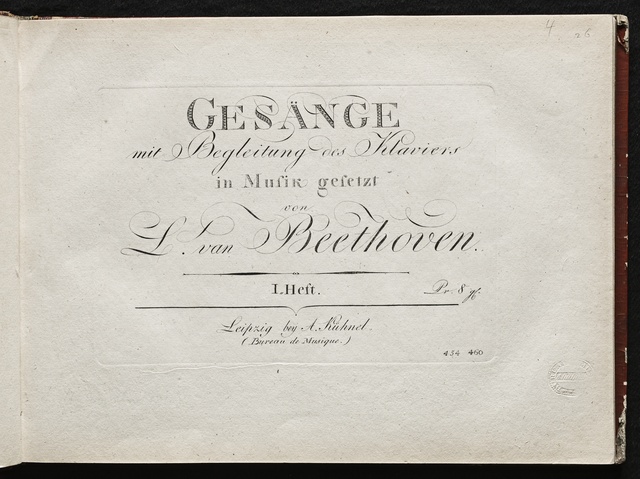 4 26
GESÄNGE
mit Begleitung des Klaviers
in Muſik geſetzt
von
L. van Beethoven.
I. Heft.
Pr. 8 gr.
Leipzig bey A. Kühnel.
(Bureau de Musique.)
454 460